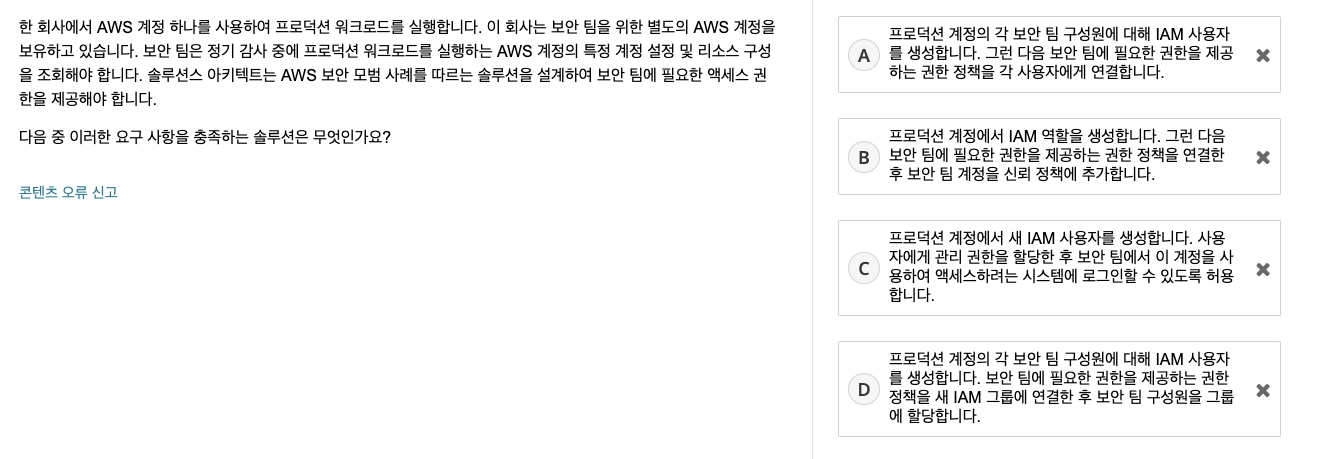 한 회사에서 AWS 계정 하나를 사용하여 프로덕션 워크로드를 실행합니다. 이 회사는 보안 팀을 위한 별도의 AWS 계정을
보유하고 있습니다. 보안 팀은 정기 감사 중에 프로덕션 워크로드를 실행하는 AWS 계정의 특정 계정 설정 및 리소스 구성
을 조회해야 합니다. 솔루션스 아키텍트는 AWS 보안 모범 사례를 따르는 솔루션을 설계하여 보안 팀에 필요한 액세스 권
한을 제공해야 합니다.
다음 중 이러한 요구 사항을 충족하는 솔루션은 무엇인가요?
콘텐츠 오류 신고
A
프로덕션 계정의 각 보안 팀 구성원에 대해 IAM 사용자
를 생성합니다. 그런 다음 보안 팀에 필요한 권한을 제공
하는 권한 정책을 각 사용자에게 연결합니다.
B
프로덕션 계정에서 IAM 역할을 생성합니다. 그런 다음
보안 팀에 필요한 권한을 제공하는 권한 정책을 연결한
후 보안 팀 계정을 신뢰 정책에 추가합니다.
C
프로덕션 계정에서 새 IAM 사용자를 생성합니다. 사용
자에게 관리 권한을 할당한 후 보안 팀에서 이 계정을 사
용하여 액세스하려는 시스템에 로그인할 수 있도록 허용
합니다.
D
프로덕션 계정의 각 보안 팀 구성원에 대해 IAM 사용자
를 생성합니다. 보안 팀에 필요한 권한을 제공하는 권한
정책을 새 IAM 그룹에 연결한 후 보안 팀 구성원을 그룹
에 할당합니다.